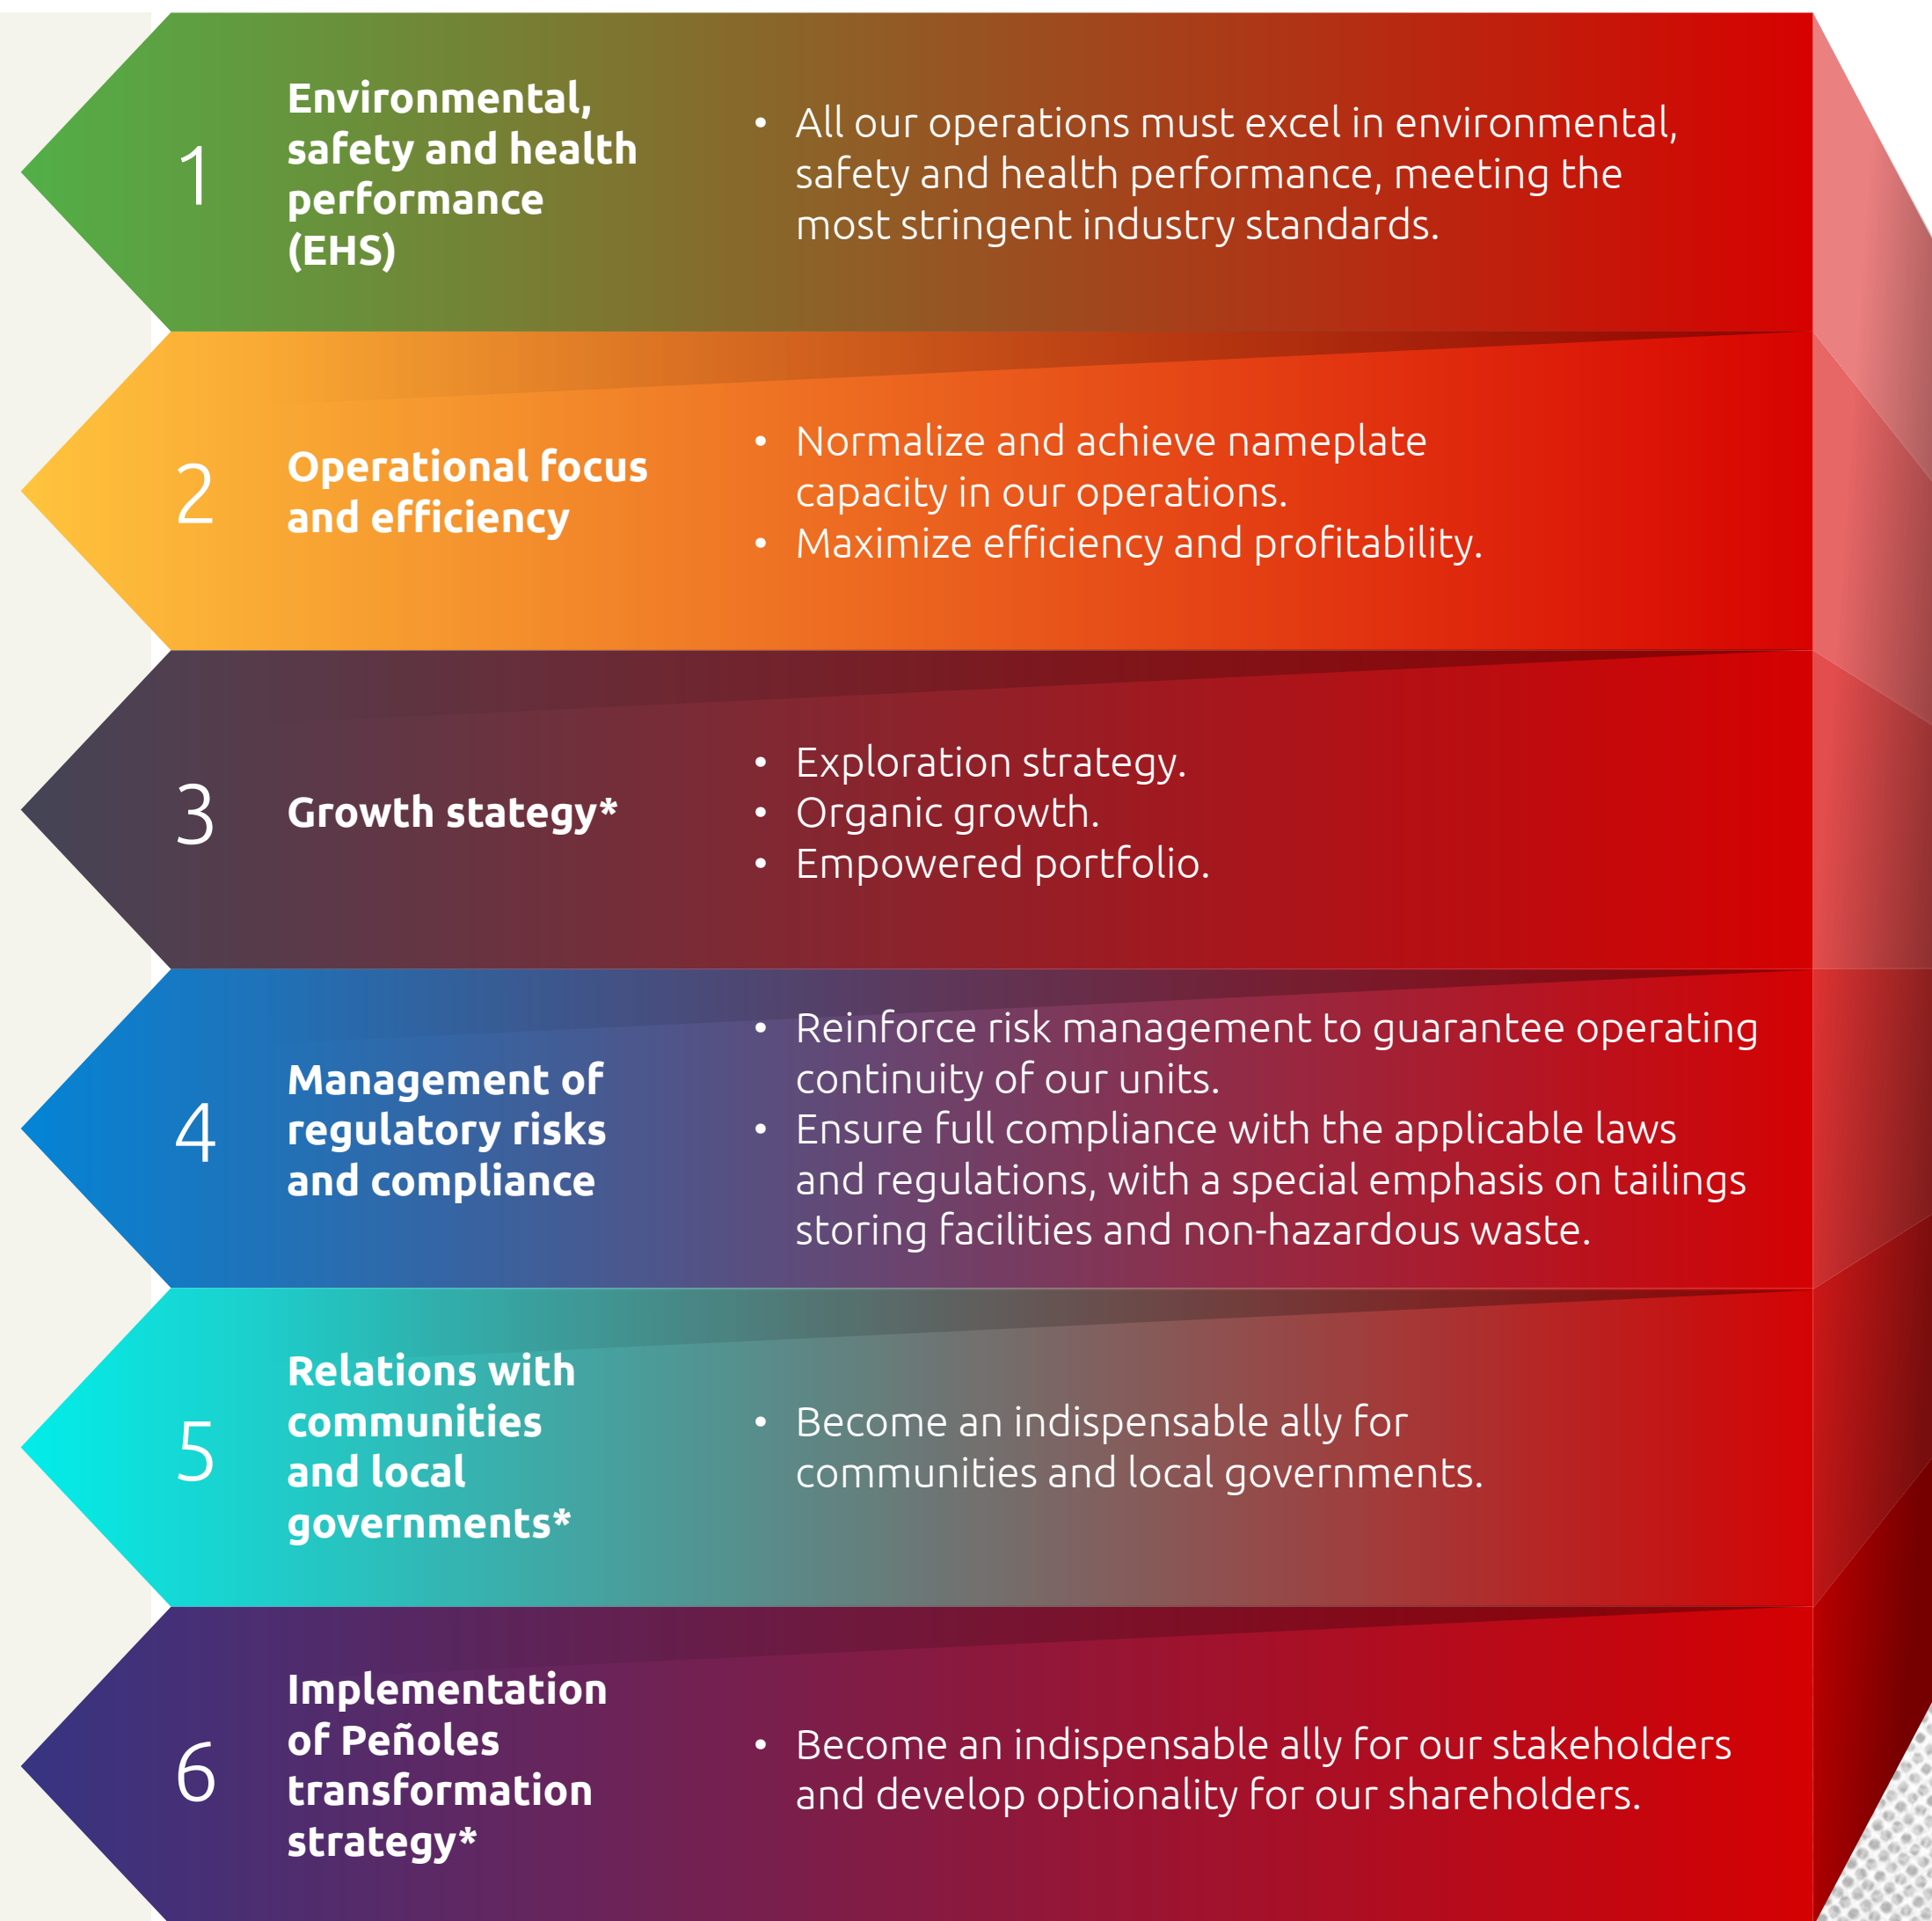 1
Environmental,
safety and health
performance
(EHS)
• All our operations must excel in environmental,
safety and health performance, meeting the
most stringent industry standards.
2
Operational focus
and efficiency
• Normalize and achieve nameplate
capacity in our operations.
• Maximize efficiency and profitability.
3
Growth stategy*
• Exploration strategy.
• Organic growth.
• Empowered portfolio.
4
Management of
regulatory risks
and compliance
• Reinforce risk management to guarantee operating
continuity of our units.
• Ensure full compliance with the applicable laws
and regulations, with a special emphasis on tailings
storing facilities and non-hazardous waste.
5
Relations with
communities
and local
governments*
• Become an indispensable ally for
communities and local governments.
6
Implementation
of Peñoles
transformation
strategy*
• Become an indispensable ally for our stakeholders
and develop optionality for our shareholders.